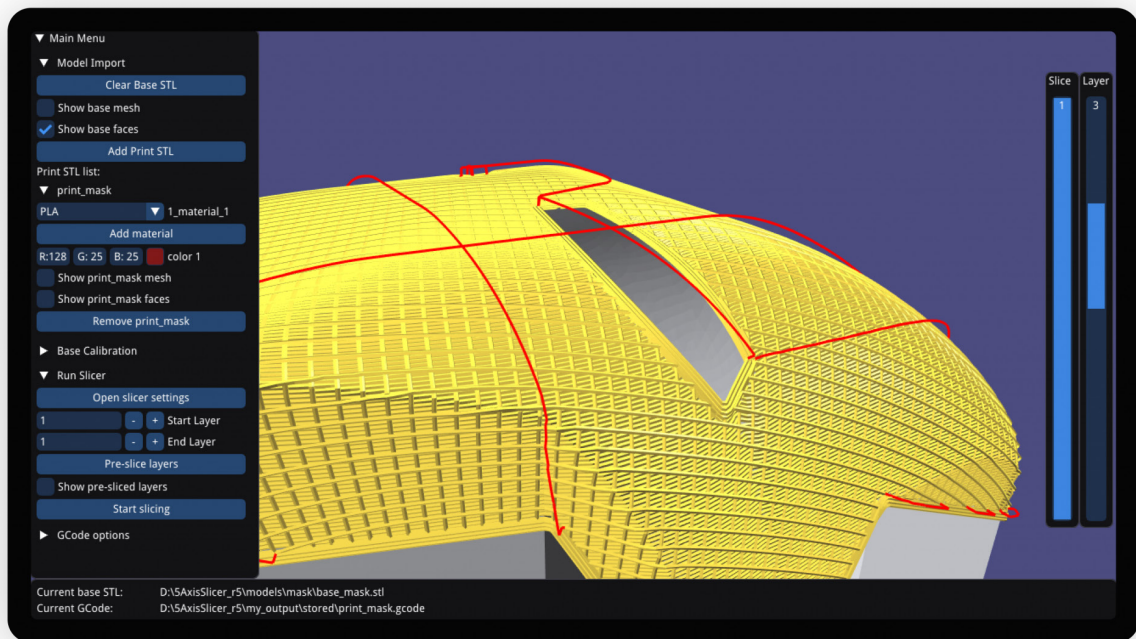 Main Menu
Model Import
Clear Base STL
Show base mesh
Show base faces
Add Print STL
Print STL list:
print_mask
PLA 1_material_1
Add material
R:128 G: 25 B: 25 color 1
Show print_mask mesh
Show print_mask faces
Remove print_mask
Base Calibration
Run Slicer
Open slicer settings
1 - + Start Layer
1 - + End Layer
Pre-slice layers
Show pre-sliced layers
Start slicing
GCode options
Slice Layer
1 3
Current base STL: D:\5AxisSlicer_r5\models\mask\base_mask.stl
Current GCode: D:\5AxisSlicer_r5\my_output\stored\print_mask.gcode